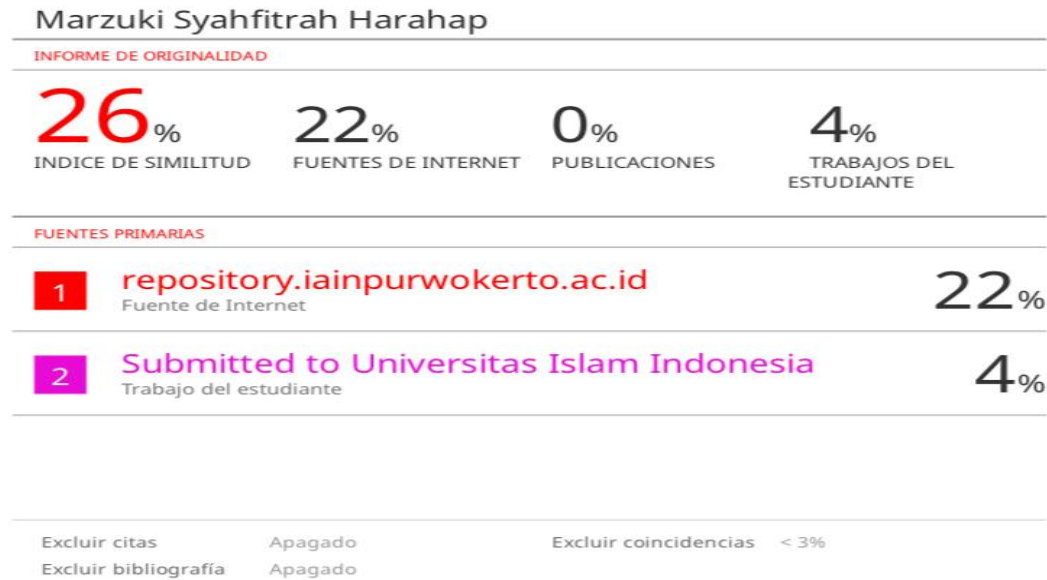 Marzuki Syahfitrah Harahap
INFORME DE ORIGINALIDAD
26% 22% 0% 4%
INDICE DE SIMILITUD FUENTES DE INTERNET PUBLICACIONES TRABAJOS DEL
ESTUDIANTE
FUENTES PRIMARIAS
1 repository.iainpurwokerto.ac.id 22%
Fuente de Internet
2 Submitted to Universitas Islam Indonesia 4%
Trabajo del estudiante
Excluir citas Apagado Excluir coincidencias < 3%
Excluir bibliografía Apagado